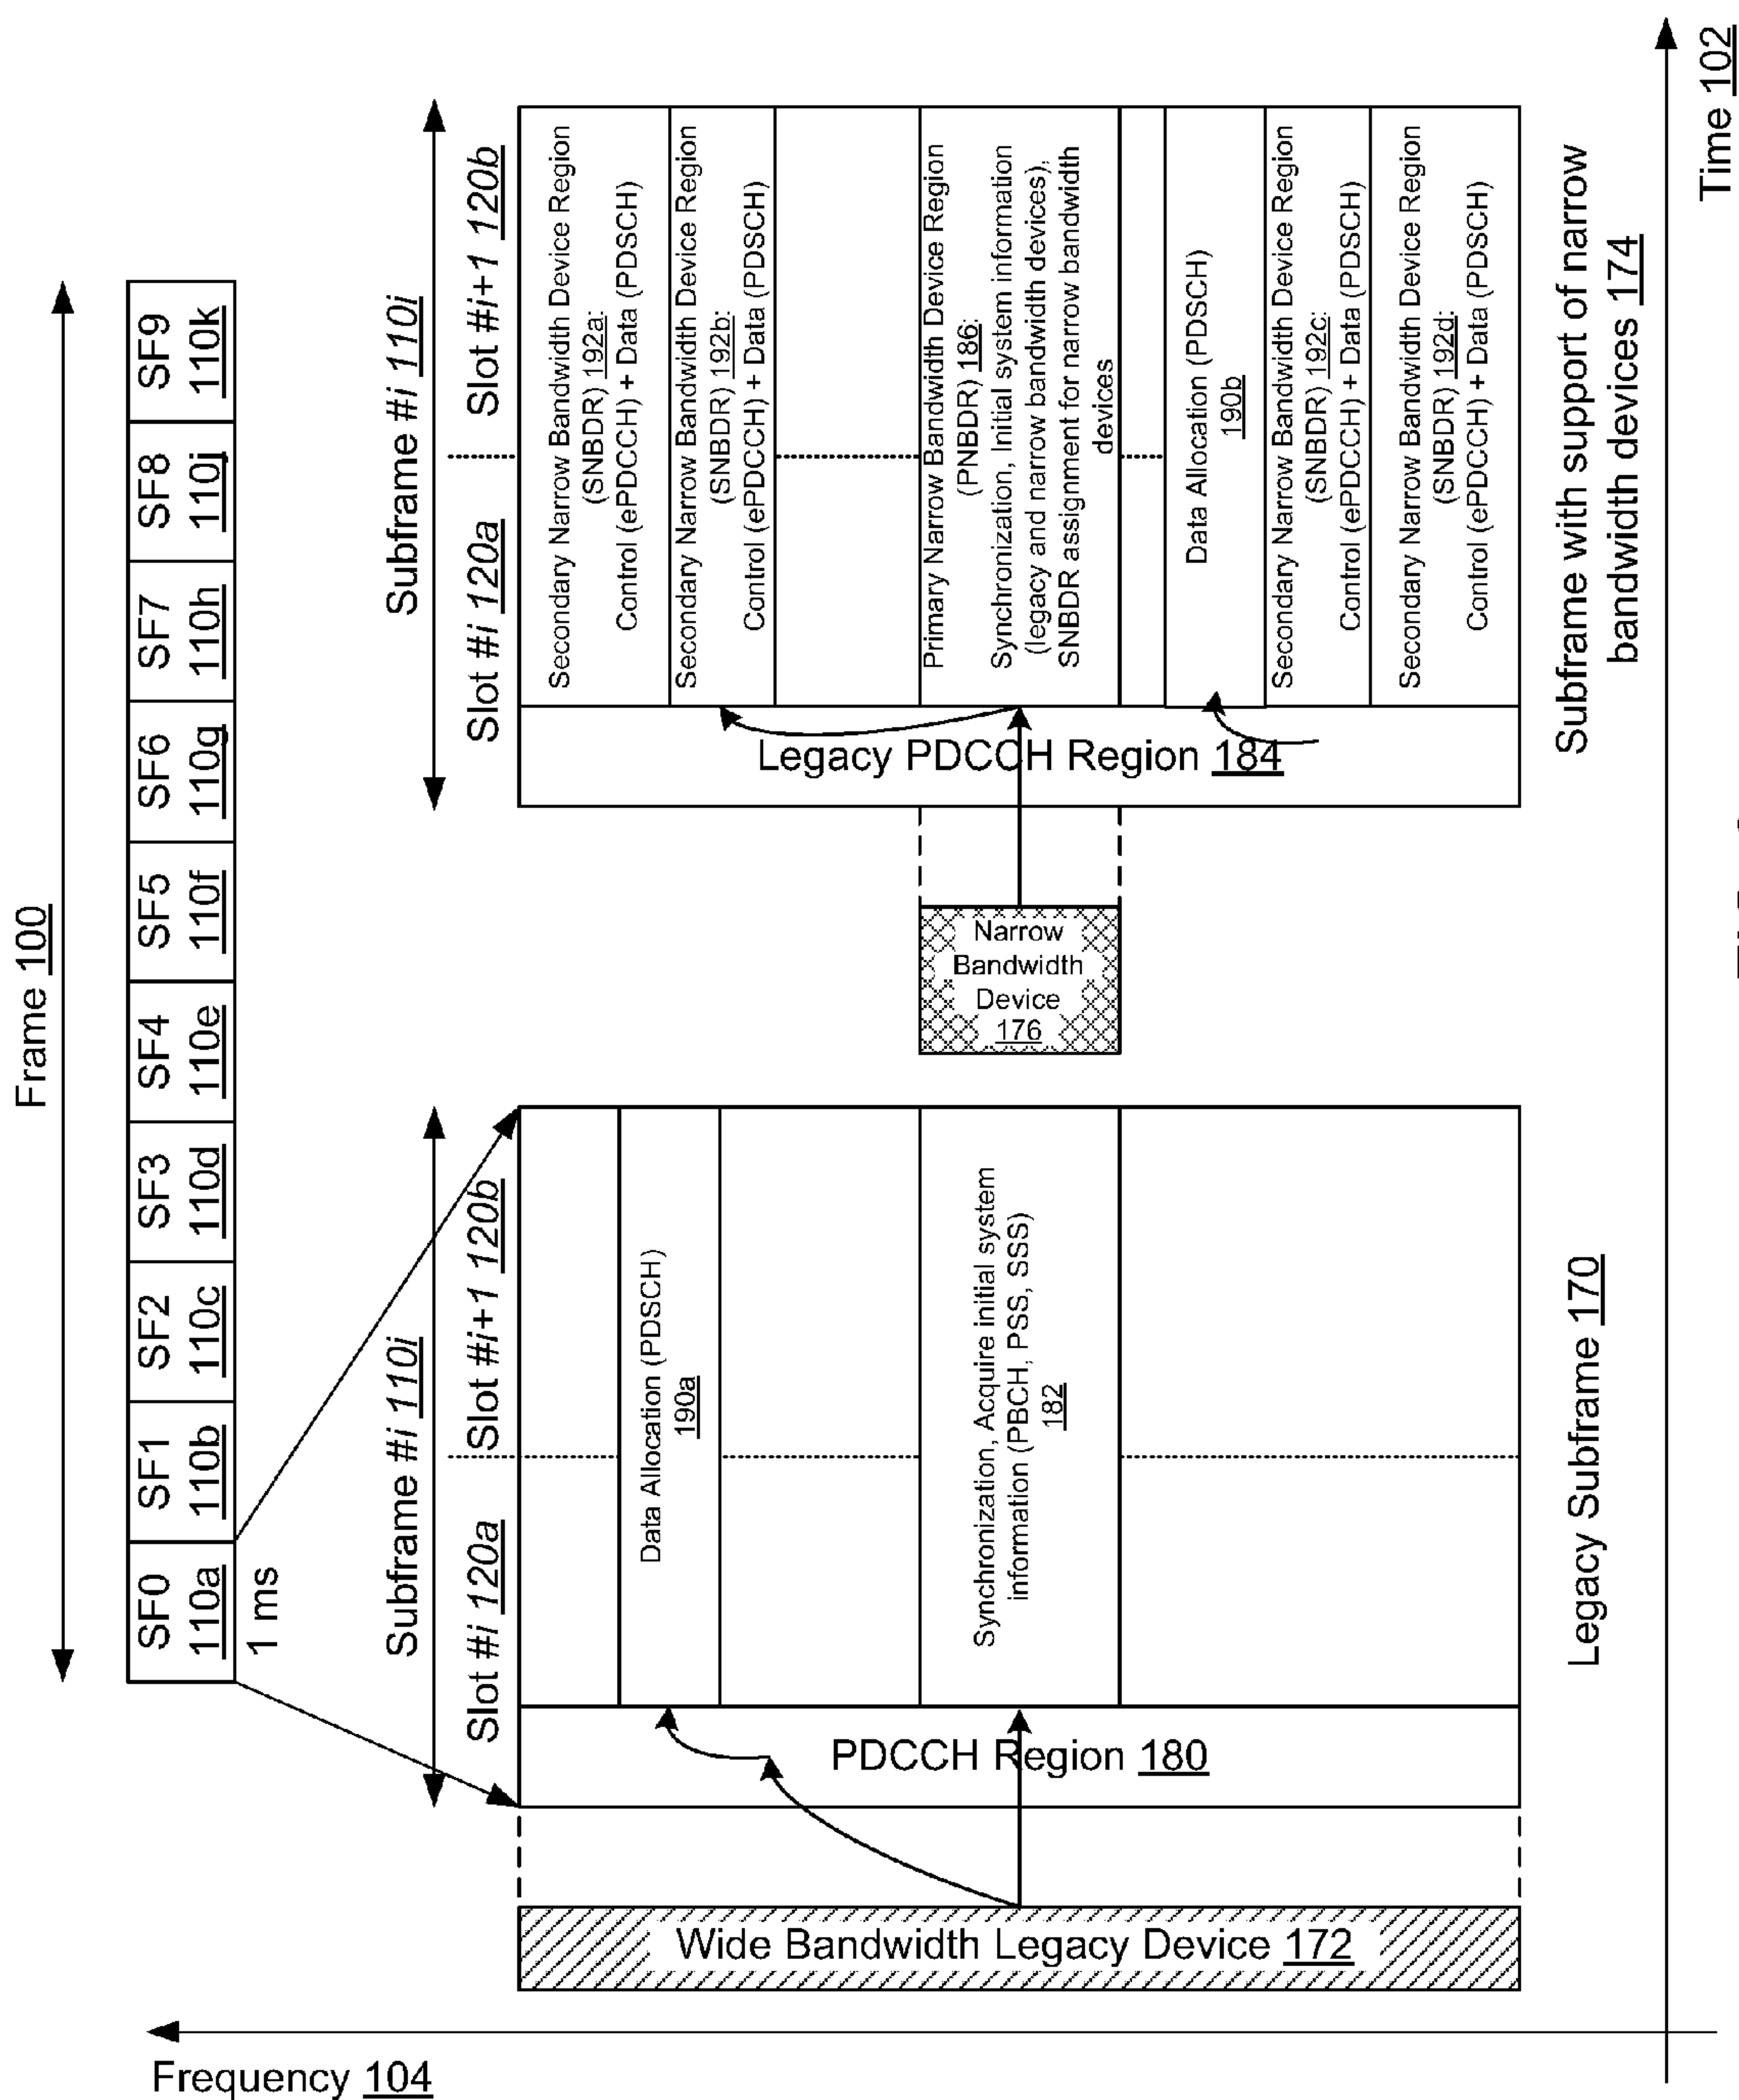 Frame 100
SF0
110a
SF1
110b
SF2
110c
SF3
110d
SF4
110e
SF5
110f
SF6
110g
SF7
110h
SF8
110j
SF9
110k
1 ms
Subframe #i 110i
Slot #i 120a
Slot #i+1 120b
Data Allocation (PDSCH)
190a
Synchronization, Acquire initial system
information (PBCH, PSS, SSS)
182
PDCCH Region 180
Wide Bandwidth Legacy Device 172
Legacy Subframe 170
Narrow
Bandwidth
Device
176
Subframe #i 110i
Slot #i 120a
Slot #i+1 120b
Secondary Narrow Bandwidth Device Region
(SNBDR) 192a:
Control (ePDCCH) + Data (PDSCH)
Secondary Narrow Bandwidth Device Region
(SNBDR) 192b:
Control (ePDCCH) + Data (PDSCH)
Primary Narrow Bandwidth Device Region
(PNBDR) 186:
Synchronization, Initial system information
(legacy and narrow bandwidth devices),
SNBDR assignment for narrow bandwidth
devices
Data Allocation (PDSCH)
190b
Secondary Narrow Bandwidth Device Region
(SNBDR) 192c:
Control (ePDCCH) + Data (PDSCH)
Secondary Narrow Bandwidth Device Region
(SNBDR) 192d:
Control (ePDCCH) + Data (PDSCH)
Legacy PDCCH Region 184
Subframe with support of narrow
bandwidth devices 174
Frequency 104
Time 102